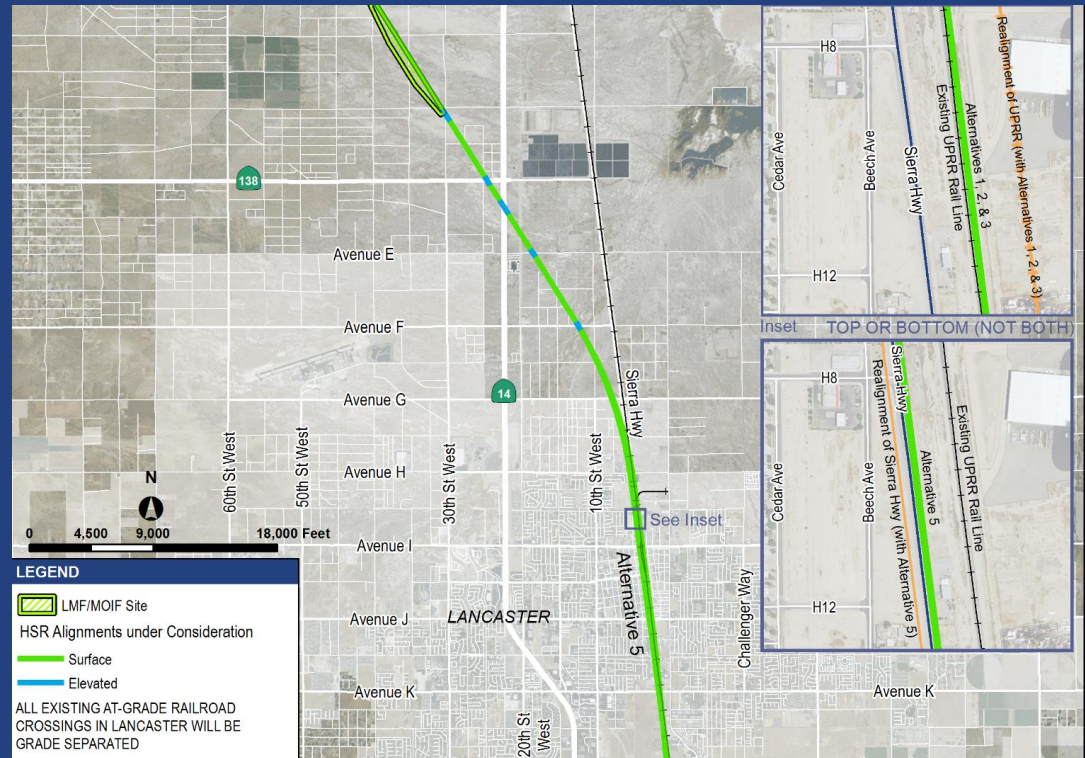 138
Avenue E
Avenue F
Avenue G
14
Sierra Hwy
Avenue H
60th St West
50th St West
30th St West
10th St West
N
0 4,500 9,000 18,000 Feet
See Inset
Avenue I
Alternative 5
Avenue J
LANCASTER
Challenger Way
Avenue K
Avenue K
20th St
West
LEGEND
LMF/MOIF Site
HSR Alignments under Consideration
Surface
Elevated
ALL EXISTING AT-GRADE RAILROAD
CROSSINGS IN LANCASTER WILL BE
GRADE SEPARATED
H8
Cedar Ave
Beech Ave
Sierra Hwy
Existing UPRR Rail Line
Alternatives 1, 2, & 3
Realignment of UPRR (with Alternatives 1, 2, & 3)
H12
Inset TOP OR BOTTOM (NOT BOTH)
H8
Cedar Ave
Beech Ave
Realignment of Sierra Hwy (with Alternative 5)
Sierra Hwy
Alternative 5
Existing UPRR Rail Line
H12